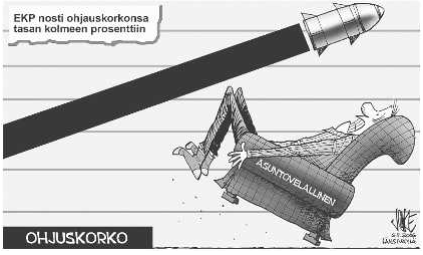 EKP nosti ohjauskorkonsa
tasan kolmeen prosenttiin
ASUNTOVELALLINEN
OHJUSKORKO